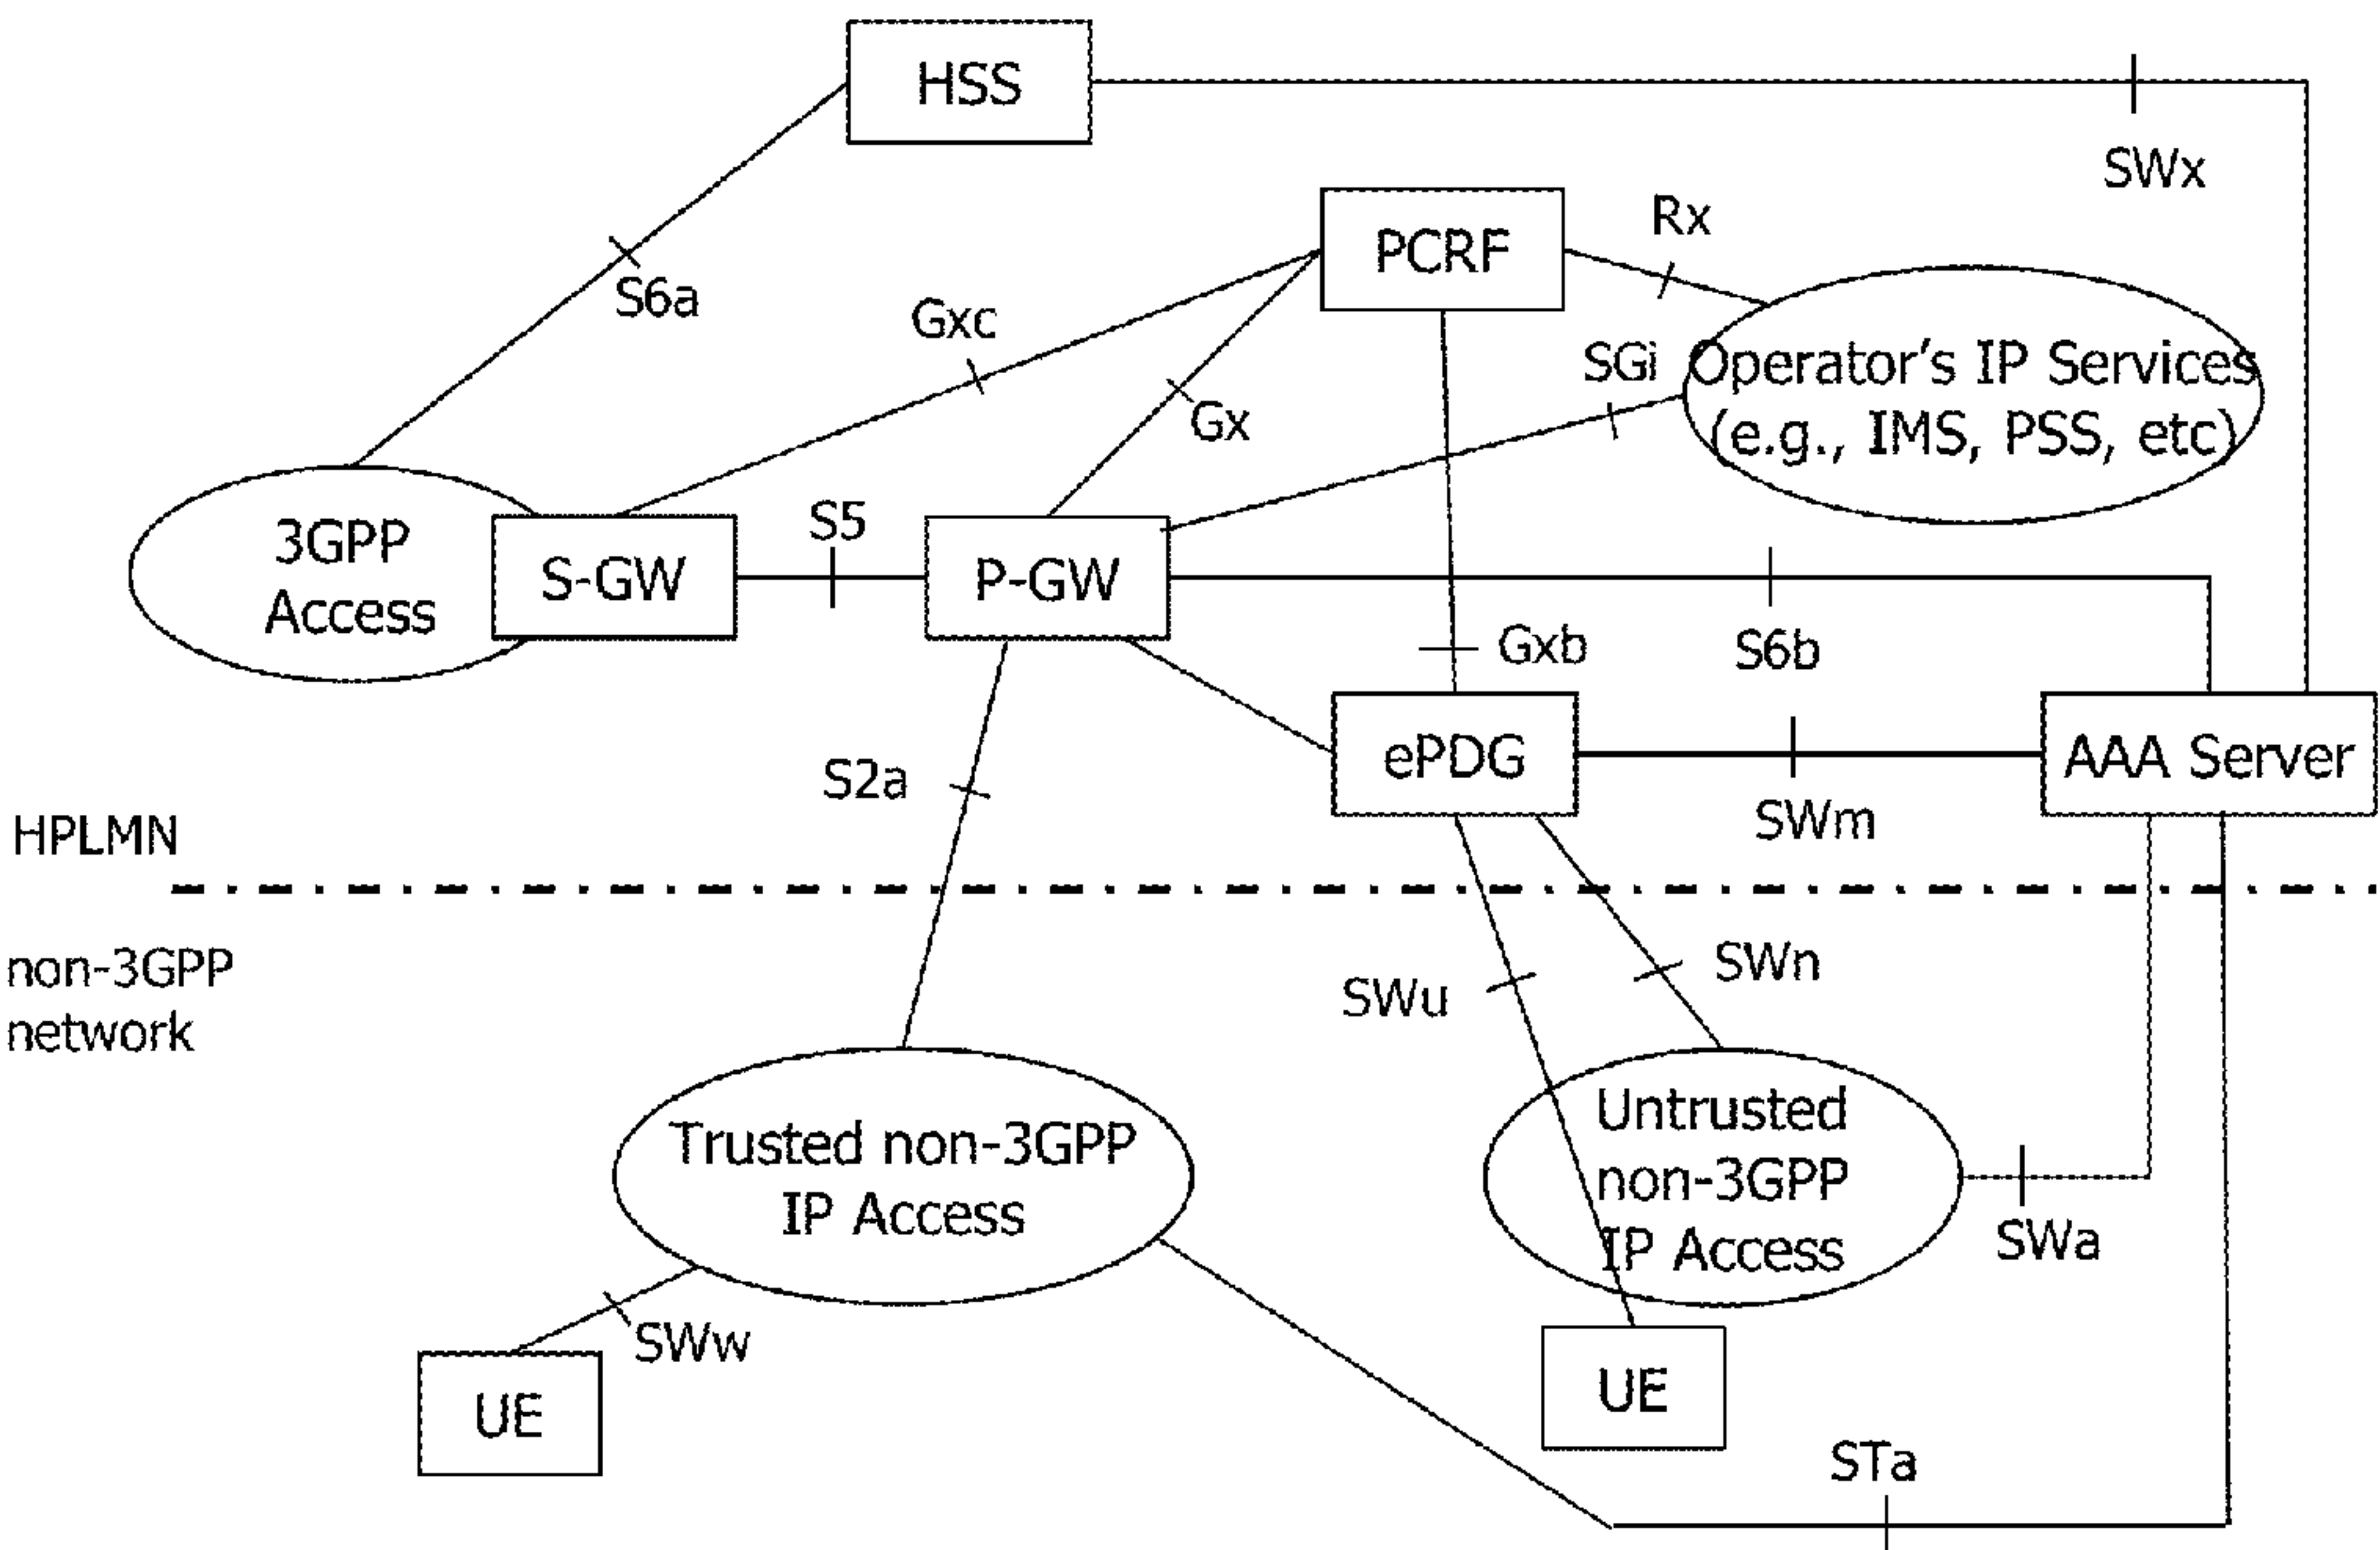 HSS
SWx
PCRF
Rx
S6a
Gxc
SGi
Operator's IP Services
(e.g., IMS, PSS, etc)
Gx
3GPP
Access
S-GW
S5
P-GW
Gxb
S6b
ePDG
AAA Server
S2a
SWm
HPLMN
non-3GPP
network
SWu
SWn
Trusted non-3GPP
IP Access
Untrusted
non-3GPP
IP Access
SWa
SWw
UE
UE
STa